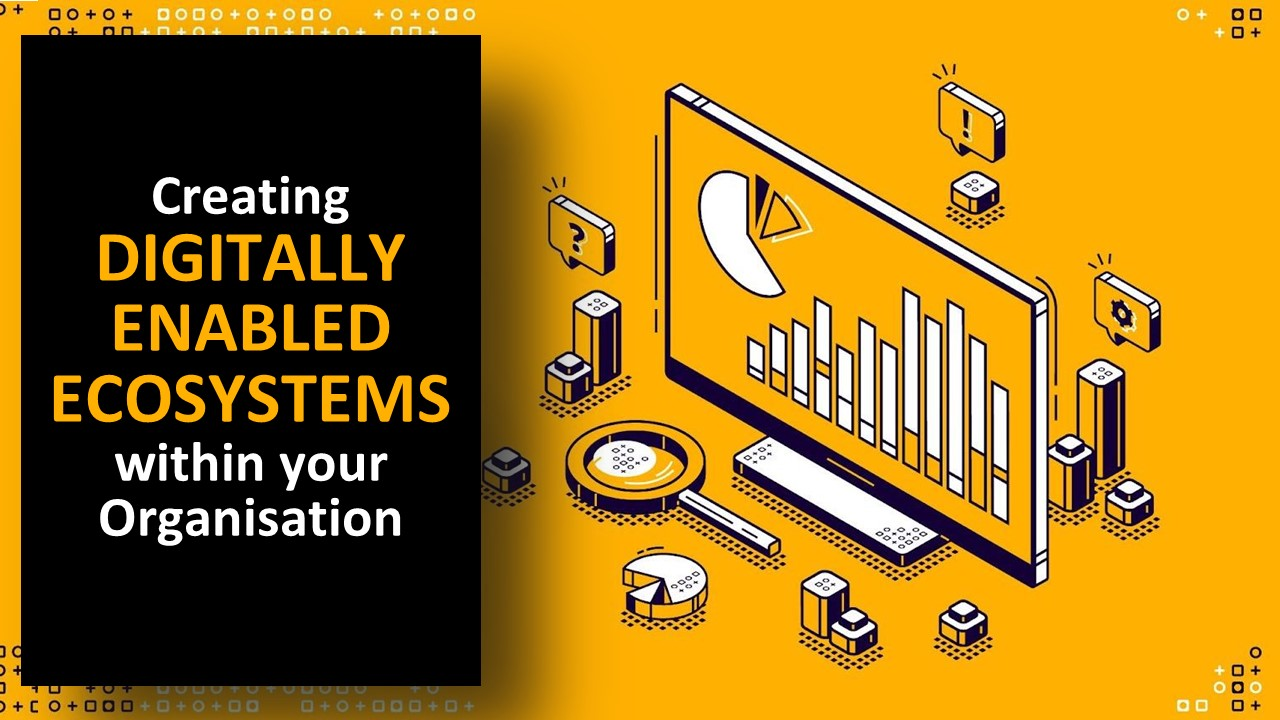 Creating
DIGITALLY
ENABLED
ECOSYSTEMS
within your
Organisation
?
!